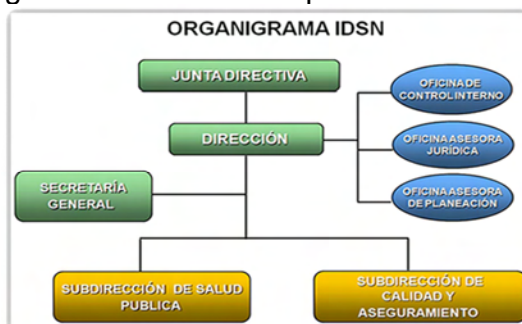 ORGANIGRAMA IDSN
JUNTA DIRECTIVA
OFICINA DE
CONTROL INTERNO
DIRECCIÓN
OFICINA ASESORA
JURÍDICA
SECRETARÍA
GENERAL
OFICINA ASESORA
DE PLANEACIÓN
SUBDIRECCIÓN DE SALUD
PUBLICA
SUBDIRECCIÓN DE
CALIDAD Y
ASEGURAMIENTO